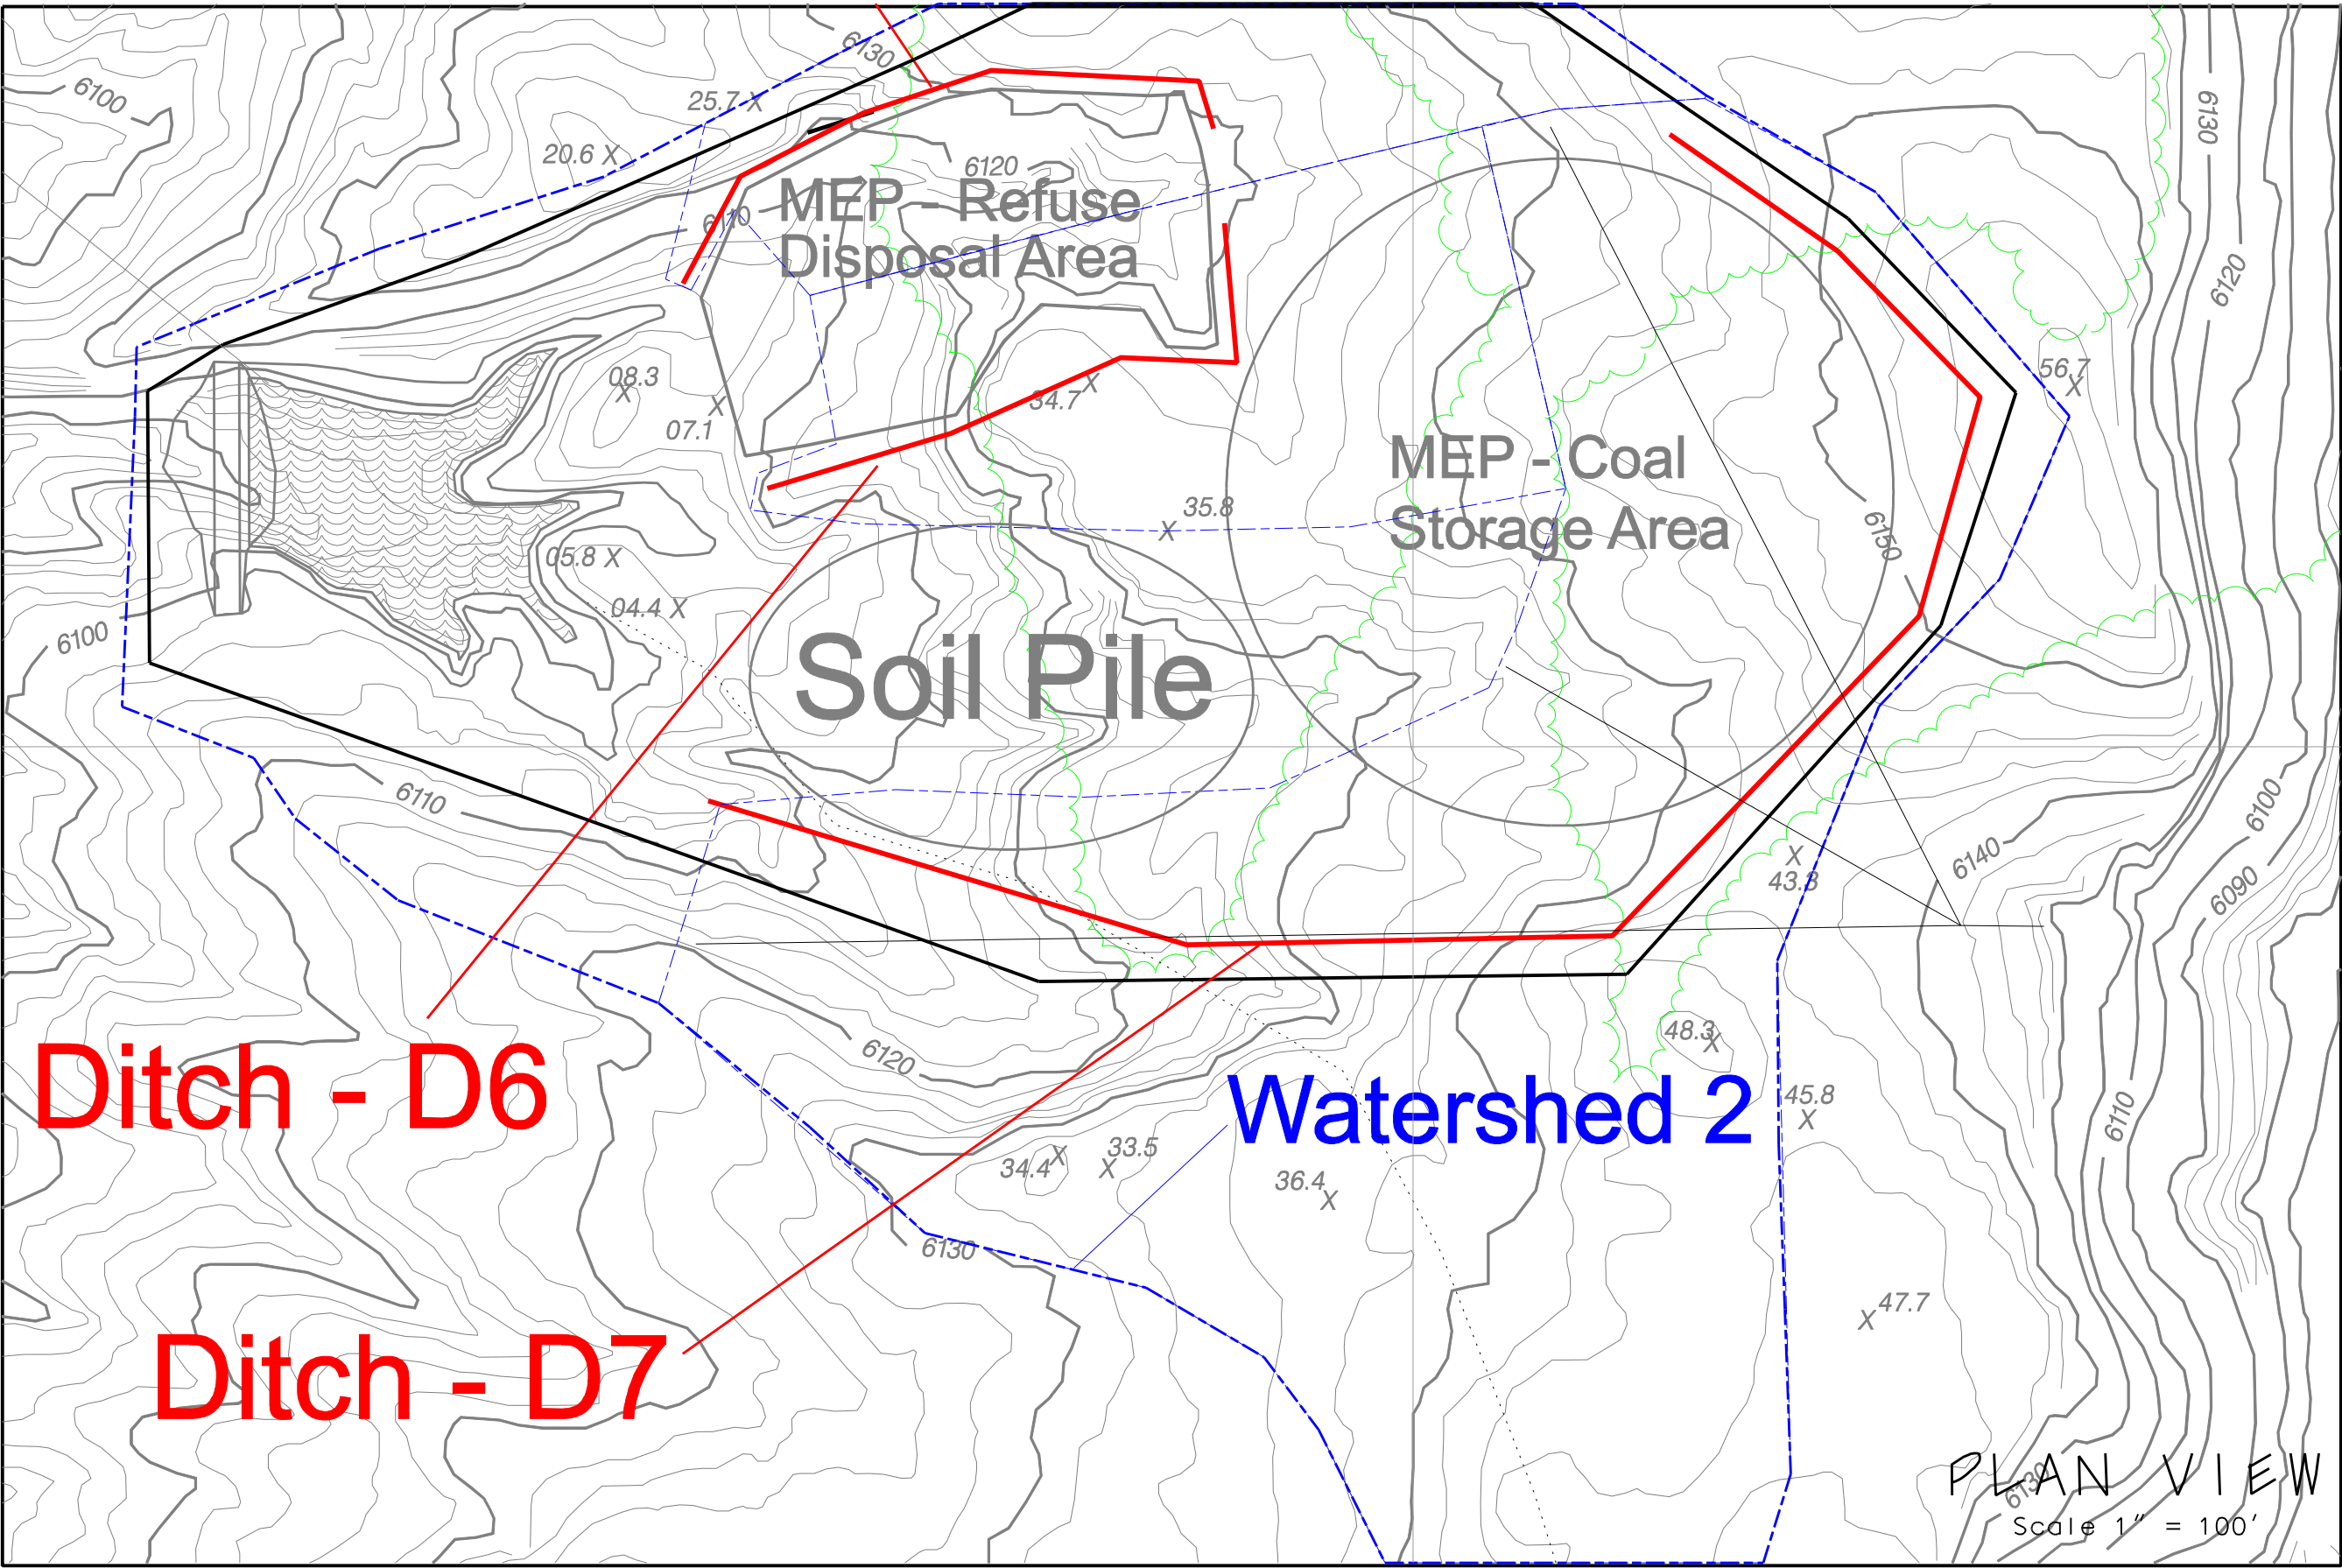 6130
6100
25.7 X
6130
20.6 X
6120
MEP - Refuse
6110
Disposal Area
6120
08.3
X
X
07.1
34.7 X
56.7
X
MEP - Coal
Storage Area
35.8
X
6150
05.8 X
04.4 X
6100
Soil Pile
6110
6100
6140
X
43.3
6090
48.3
X
6120
Ditch - D6
Watershed 2
45.8
X
6110
33.5
X
34.4 X
36.4
X
6130
47.7
X
Ditch - D7
PLAN VIEW
6130
Scale 1" = 100'